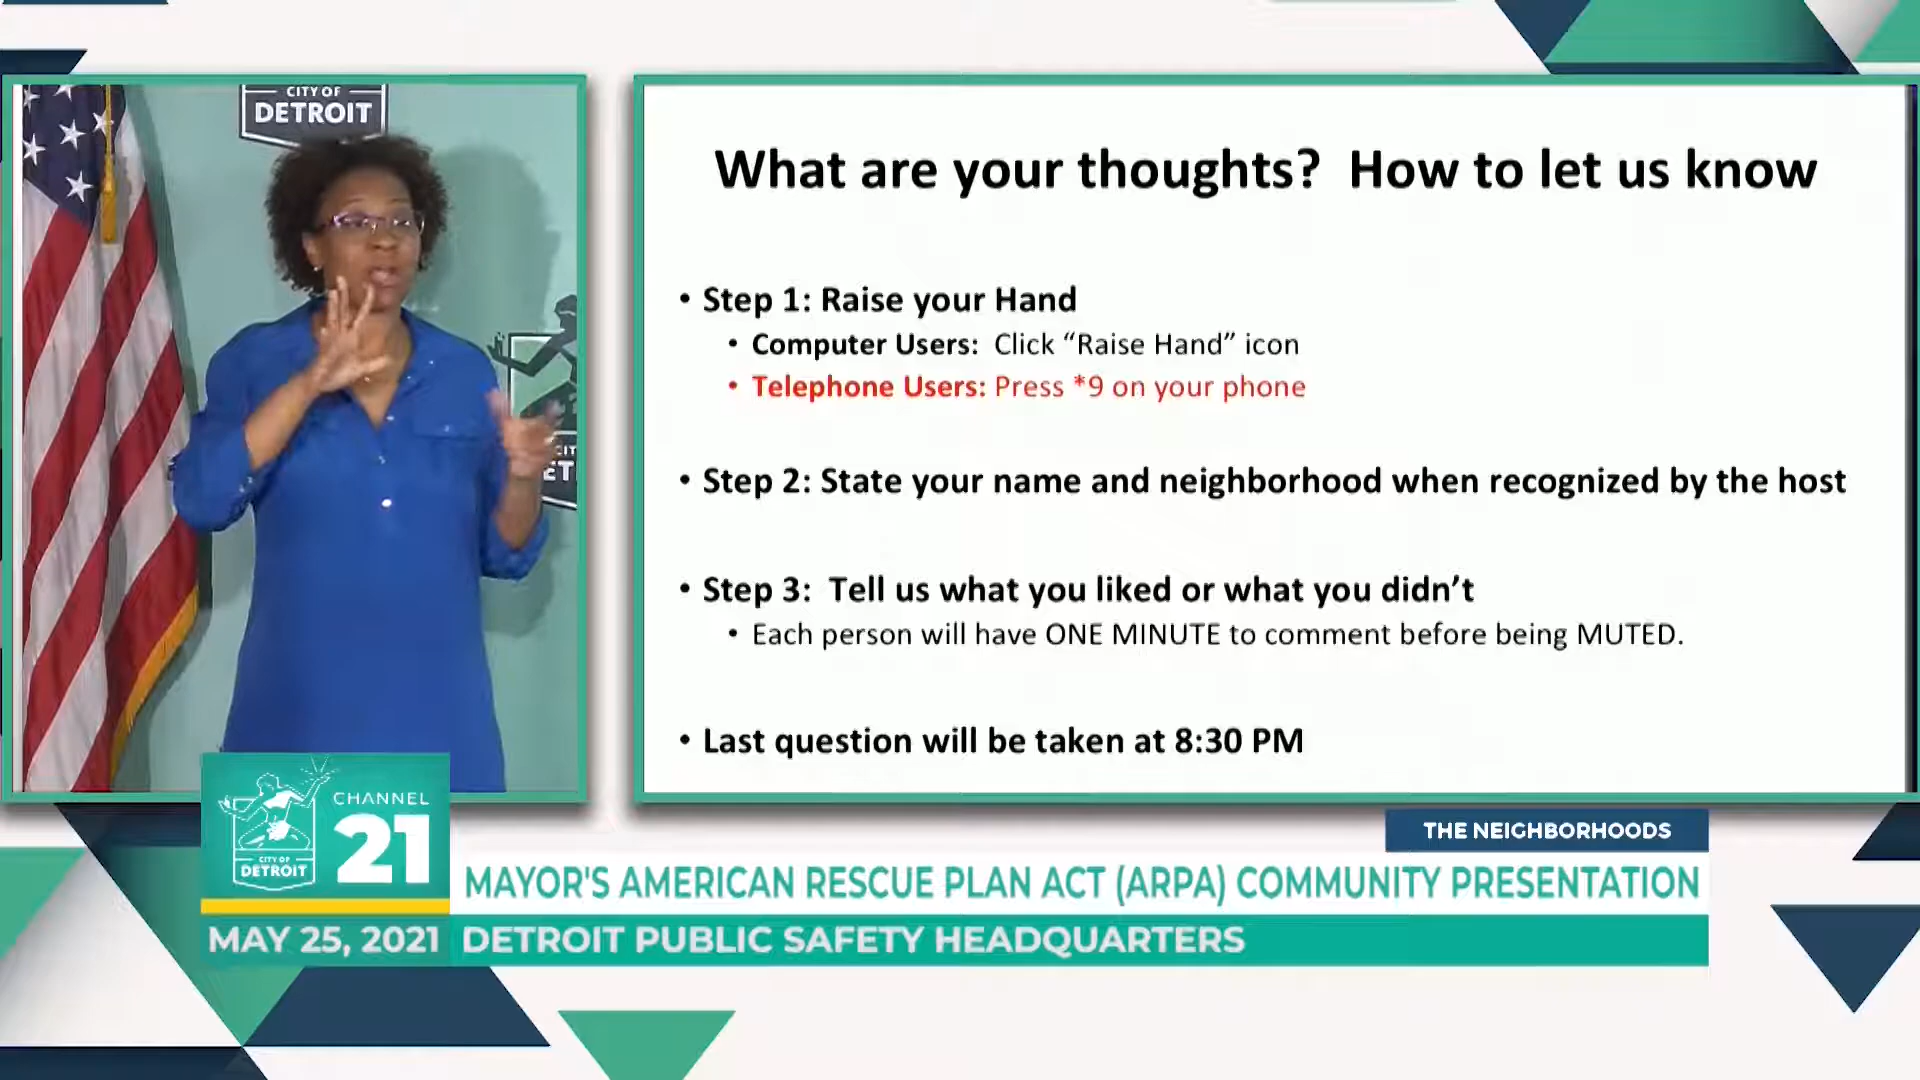 CITY OF
DETROIT
What are your thoughts?  How to let us know
• Step 1: Raise your Hand
• Computer Users:  Click “Raise Hand” icon
• Telephone Users: Press *9 on your phone
• Step 2: State your name and neighborhood when recognized by the host
• Step 3:  Tell us what you liked or what you didn’t
• Each person will have ONE MINUTE to comment before being MUTED.
• Last question will be taken at 8:30 PM
CHANNEL
21
CITY OF
DETROIT
THE NEIGHBORHOODS
MAYOR'S AMERICAN RESCUE PLAN ACT (ARPA) COMMUNITY PRESENTATION
MAY 25, 2021
DETROIT PUBLIC SAFETY HEADQUARTERS